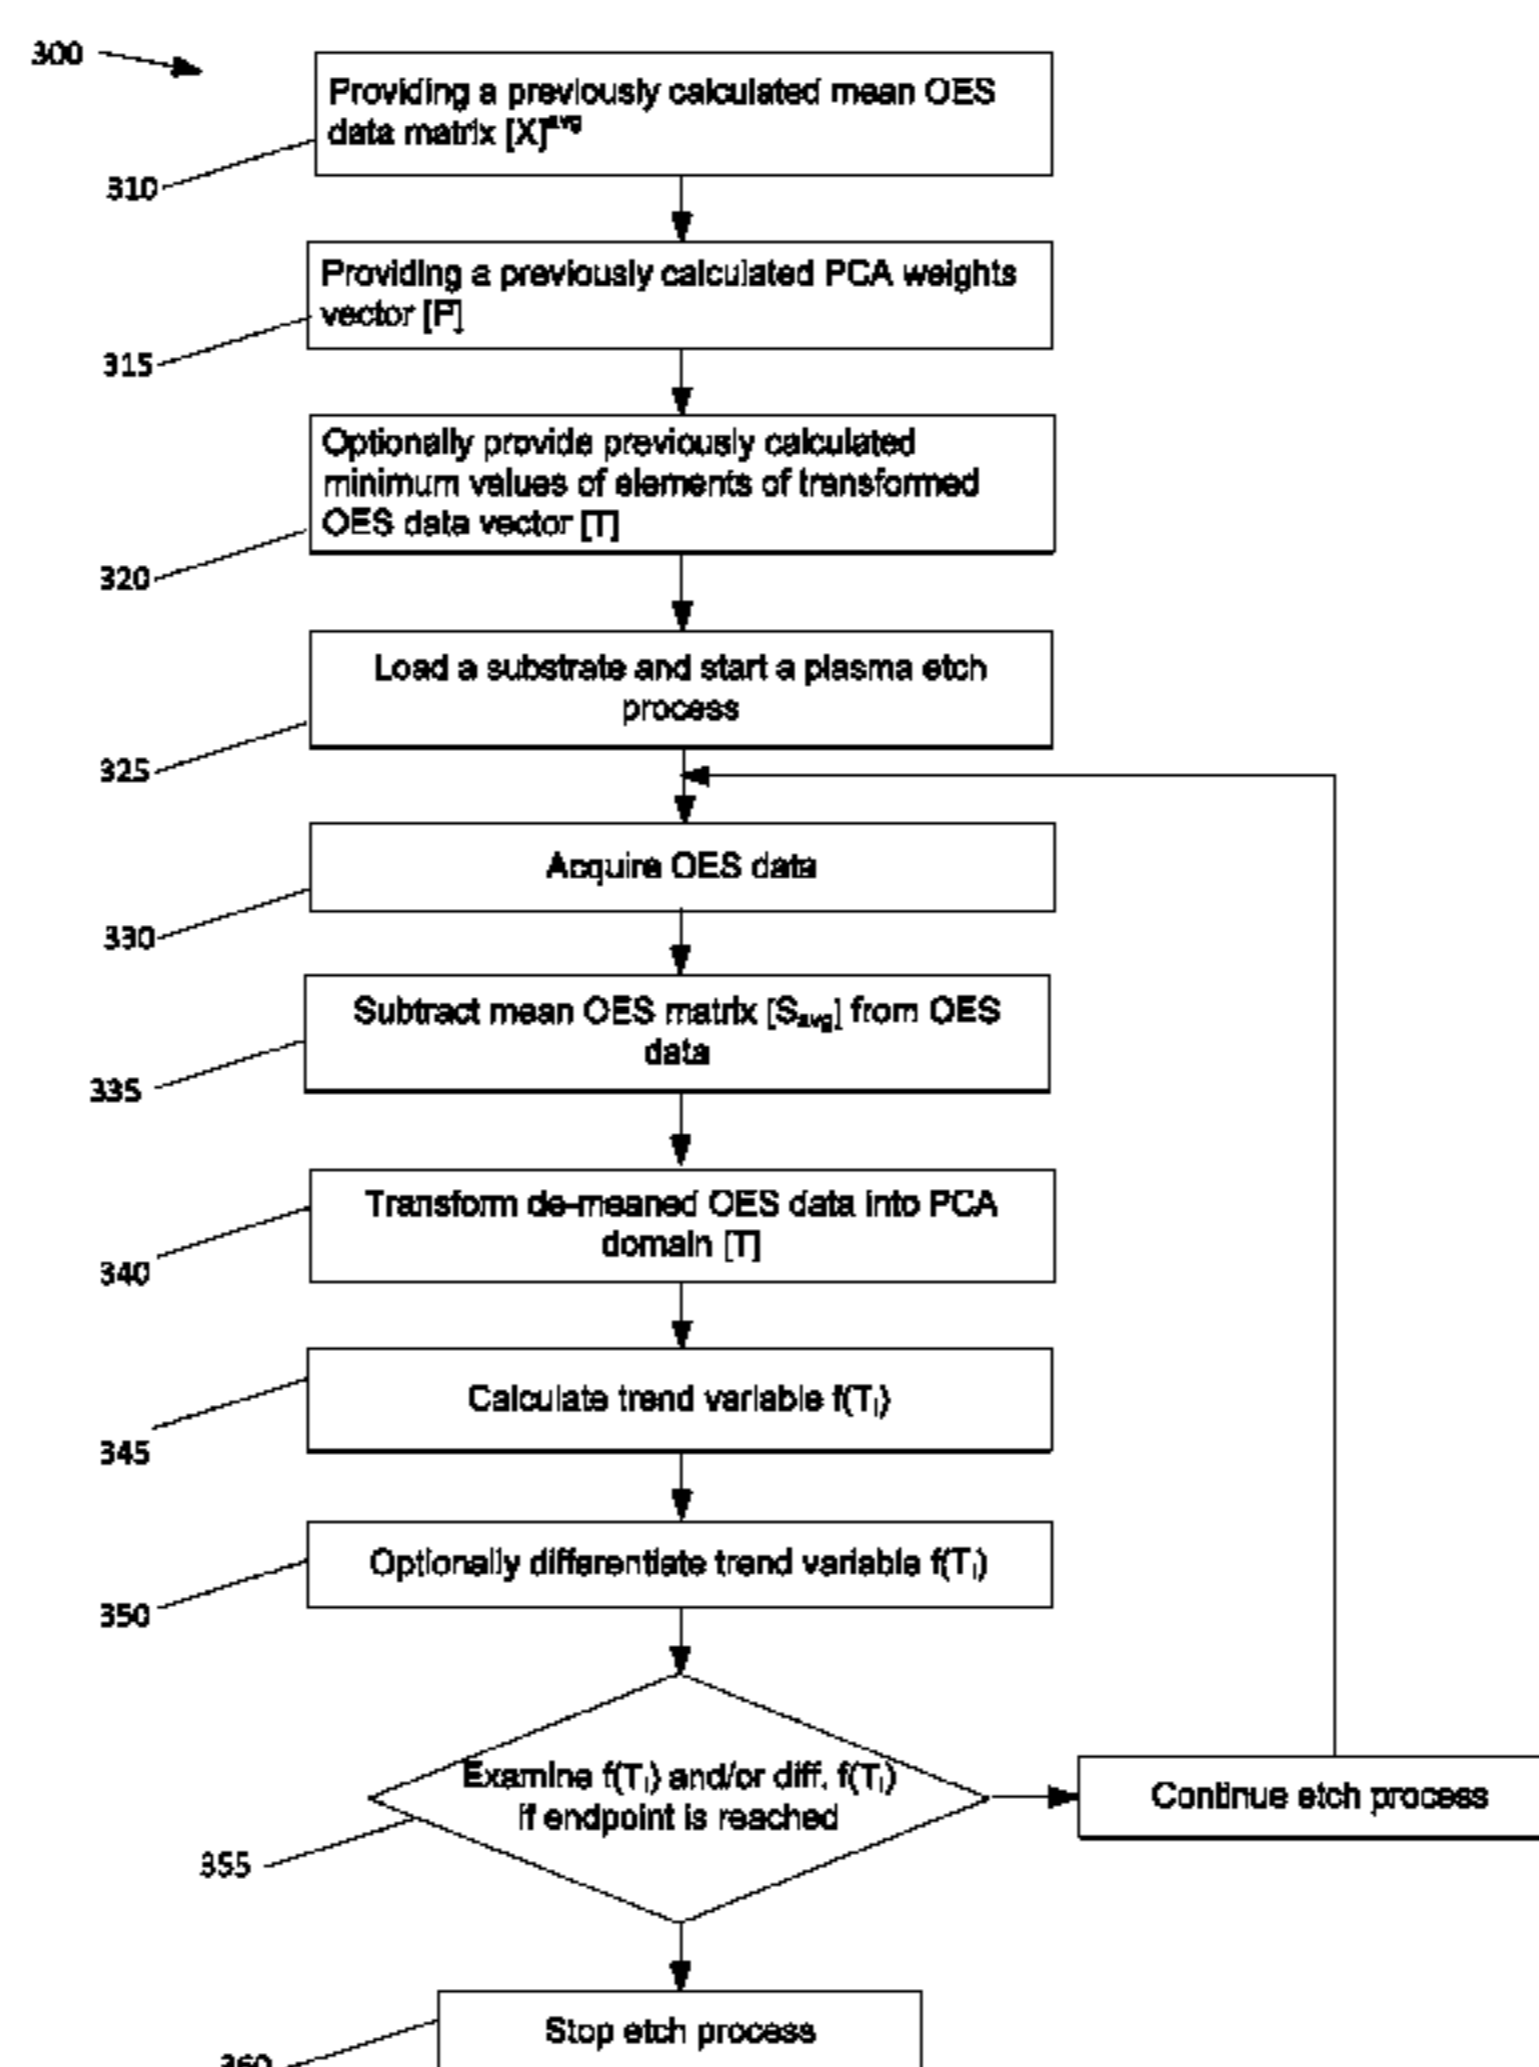 300
Providing a previously calculated mean OES
data matrix [X]avg
310
Providing a previously calculated PCA weights
vector [P]
315
Optionally provide previously calculated
minimum values of elements of transformed
OES data vector [T]
320
Load a substrate and start a plasma etch
process
325
Acquire OES data
330
Subtract mean OES matrix [Savg] from OES
data
335
Transform de-meaned OES data into PCA
domain [T]
340
Calculate trend variable f(Ti)
345
Optionally differentiate trend variable f(Ti)
350
Examine f(Ti) and/or diff. f(Ti)
if endpoint is reached
Continue etch process
355
Stop etch process
360